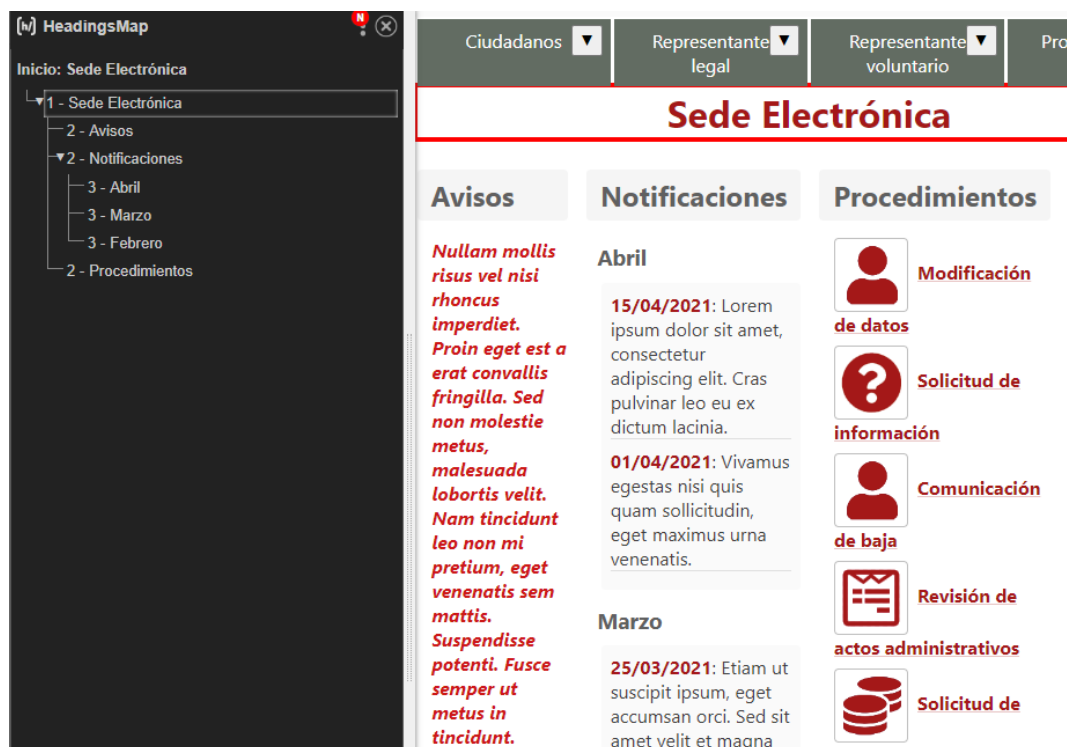 HeadingsMap
N
Inicio: Sede Electrónica
1 - Sede Electrónica
2 - Avisos
2 - Notificaciones
3 - Abril
3 - Marzo
3 - Febrero
2 - Procedimientos
Ciudadanos
Representante
legal
Representante
voluntario
Pro
Sede Electrónica
Avisos
Nullam mollis
risus vel nisi
rhoncus
imperdiet.
Proin eget est a
erat convallis
fringilla. Sed
non molestie
metus,
malesuada
lobortis velit.
Nam tincidunt
leo non mi
pretium, eget
venenatis sem
mattis.
Suspendisse
potenti. Fusce
semper ut
metus in
tincidunt.
Notificaciones
Abril
15/04/2021: Lorem
ipsum dolor sit amet,
consectetur
adipiscing elit. Cras
pulvinar leo eu ex
dictum lacinia.
01/04/2021: Vivamus
egestas nisi quis
quam sollicitudin,
eget maximus urna
venenatis.
Marzo
25/03/2021: Etiam ut
suscipit ipsum, eget
accumsan orci. Sed sit
amet velit et magna
Procedimientos
Modificación
de datos
Solicitud de
información
Comunicación
de baja
Revisión de
actos administrativos
Solicitud de